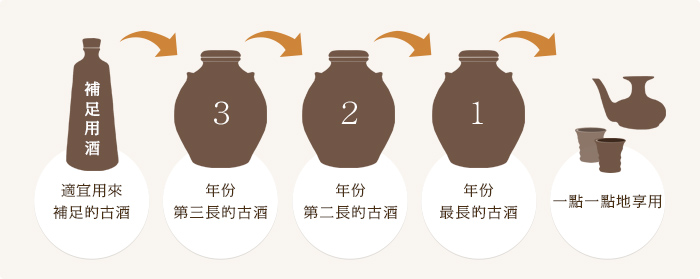 補足用酒
3
2
1
適宜用來
補足的古酒
年份
第三長的古酒
年份
第二長的古酒
年份
最長的古酒
一點一點地享用